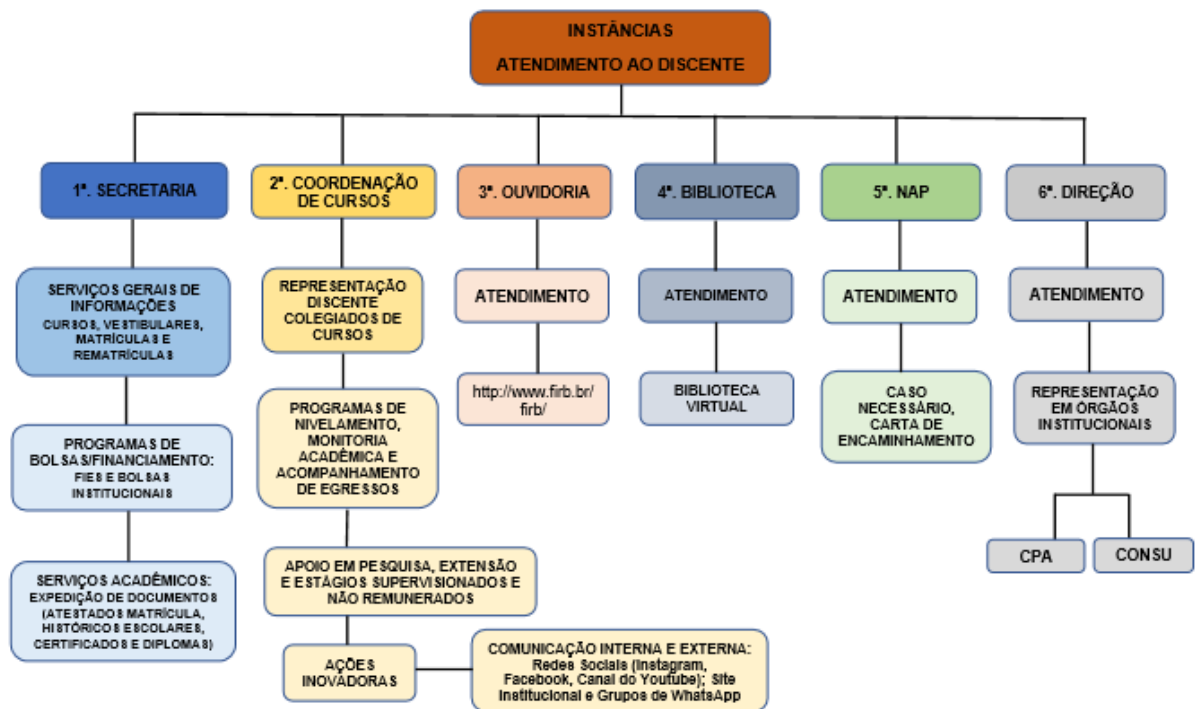 INSTÂNCIAS
ATENDIMENTO AO DISCENTE
1ª. SECRETARIA
2ª. COORDENAÇÃO
DE CURSOS
3ª. OUVIDORIA
4ª. BIBLIOTECA
5ª. NAP
6ª. DIREÇÃO
SERVIÇOS GERAIS DE
INFORMAÇÕES
CURSOS, VESTIBULARES,
MATRÍCULAS E
REMATRÍCULAS
REPRESENTAÇÃO
DISCENTE
COLEGIADOS DE
CURSOS
ATENDIMENTO
ATENDIMENTO
ATENDIMENTO
ATENDIMENTO
PROGRAMAS DE
BOLSAS/FINANCIAMENTO:
FIES E BOLSAS
INSTITUCIONAIS
PROGRAMAS DE
NIVELAMENTO,
MONITORIA
ACADÊMICA E
ACOMPANHAMENTO
DE EGRESSOS
http://www.firb.br/
firb/
BIBLIOTECA
VIRTUAL
CASO
NECESSÁRIO,
CARTA DE
ENCAMINHAMENTO
REPRESENTAÇÃO
EM ÓRGÃOS
INSTITUCIONAIS
CPA
CONSU
SERVIÇOS ACADÊMICOS:
EXPEDIÇÃO DE DOCUMENTOS
(ATESTADOS MATRÍCULA,
HISTÓRICOS ESCOLARES,
CERTIFICADOS E DIPLOMAS)
APOIO EM PESQUISA, EXTENSÃO
E ESTÁGIOS SUPERVISIONADOS E
NÃO REMUNERADOS
AÇÕES
INOVADORAS
COMUNICAÇÃO INTERNA E EXTERNA:
Redes Sociais (Instagram,
Facebook, Canal do Youtube); Site
Institucional e Grupos de WhatsApp